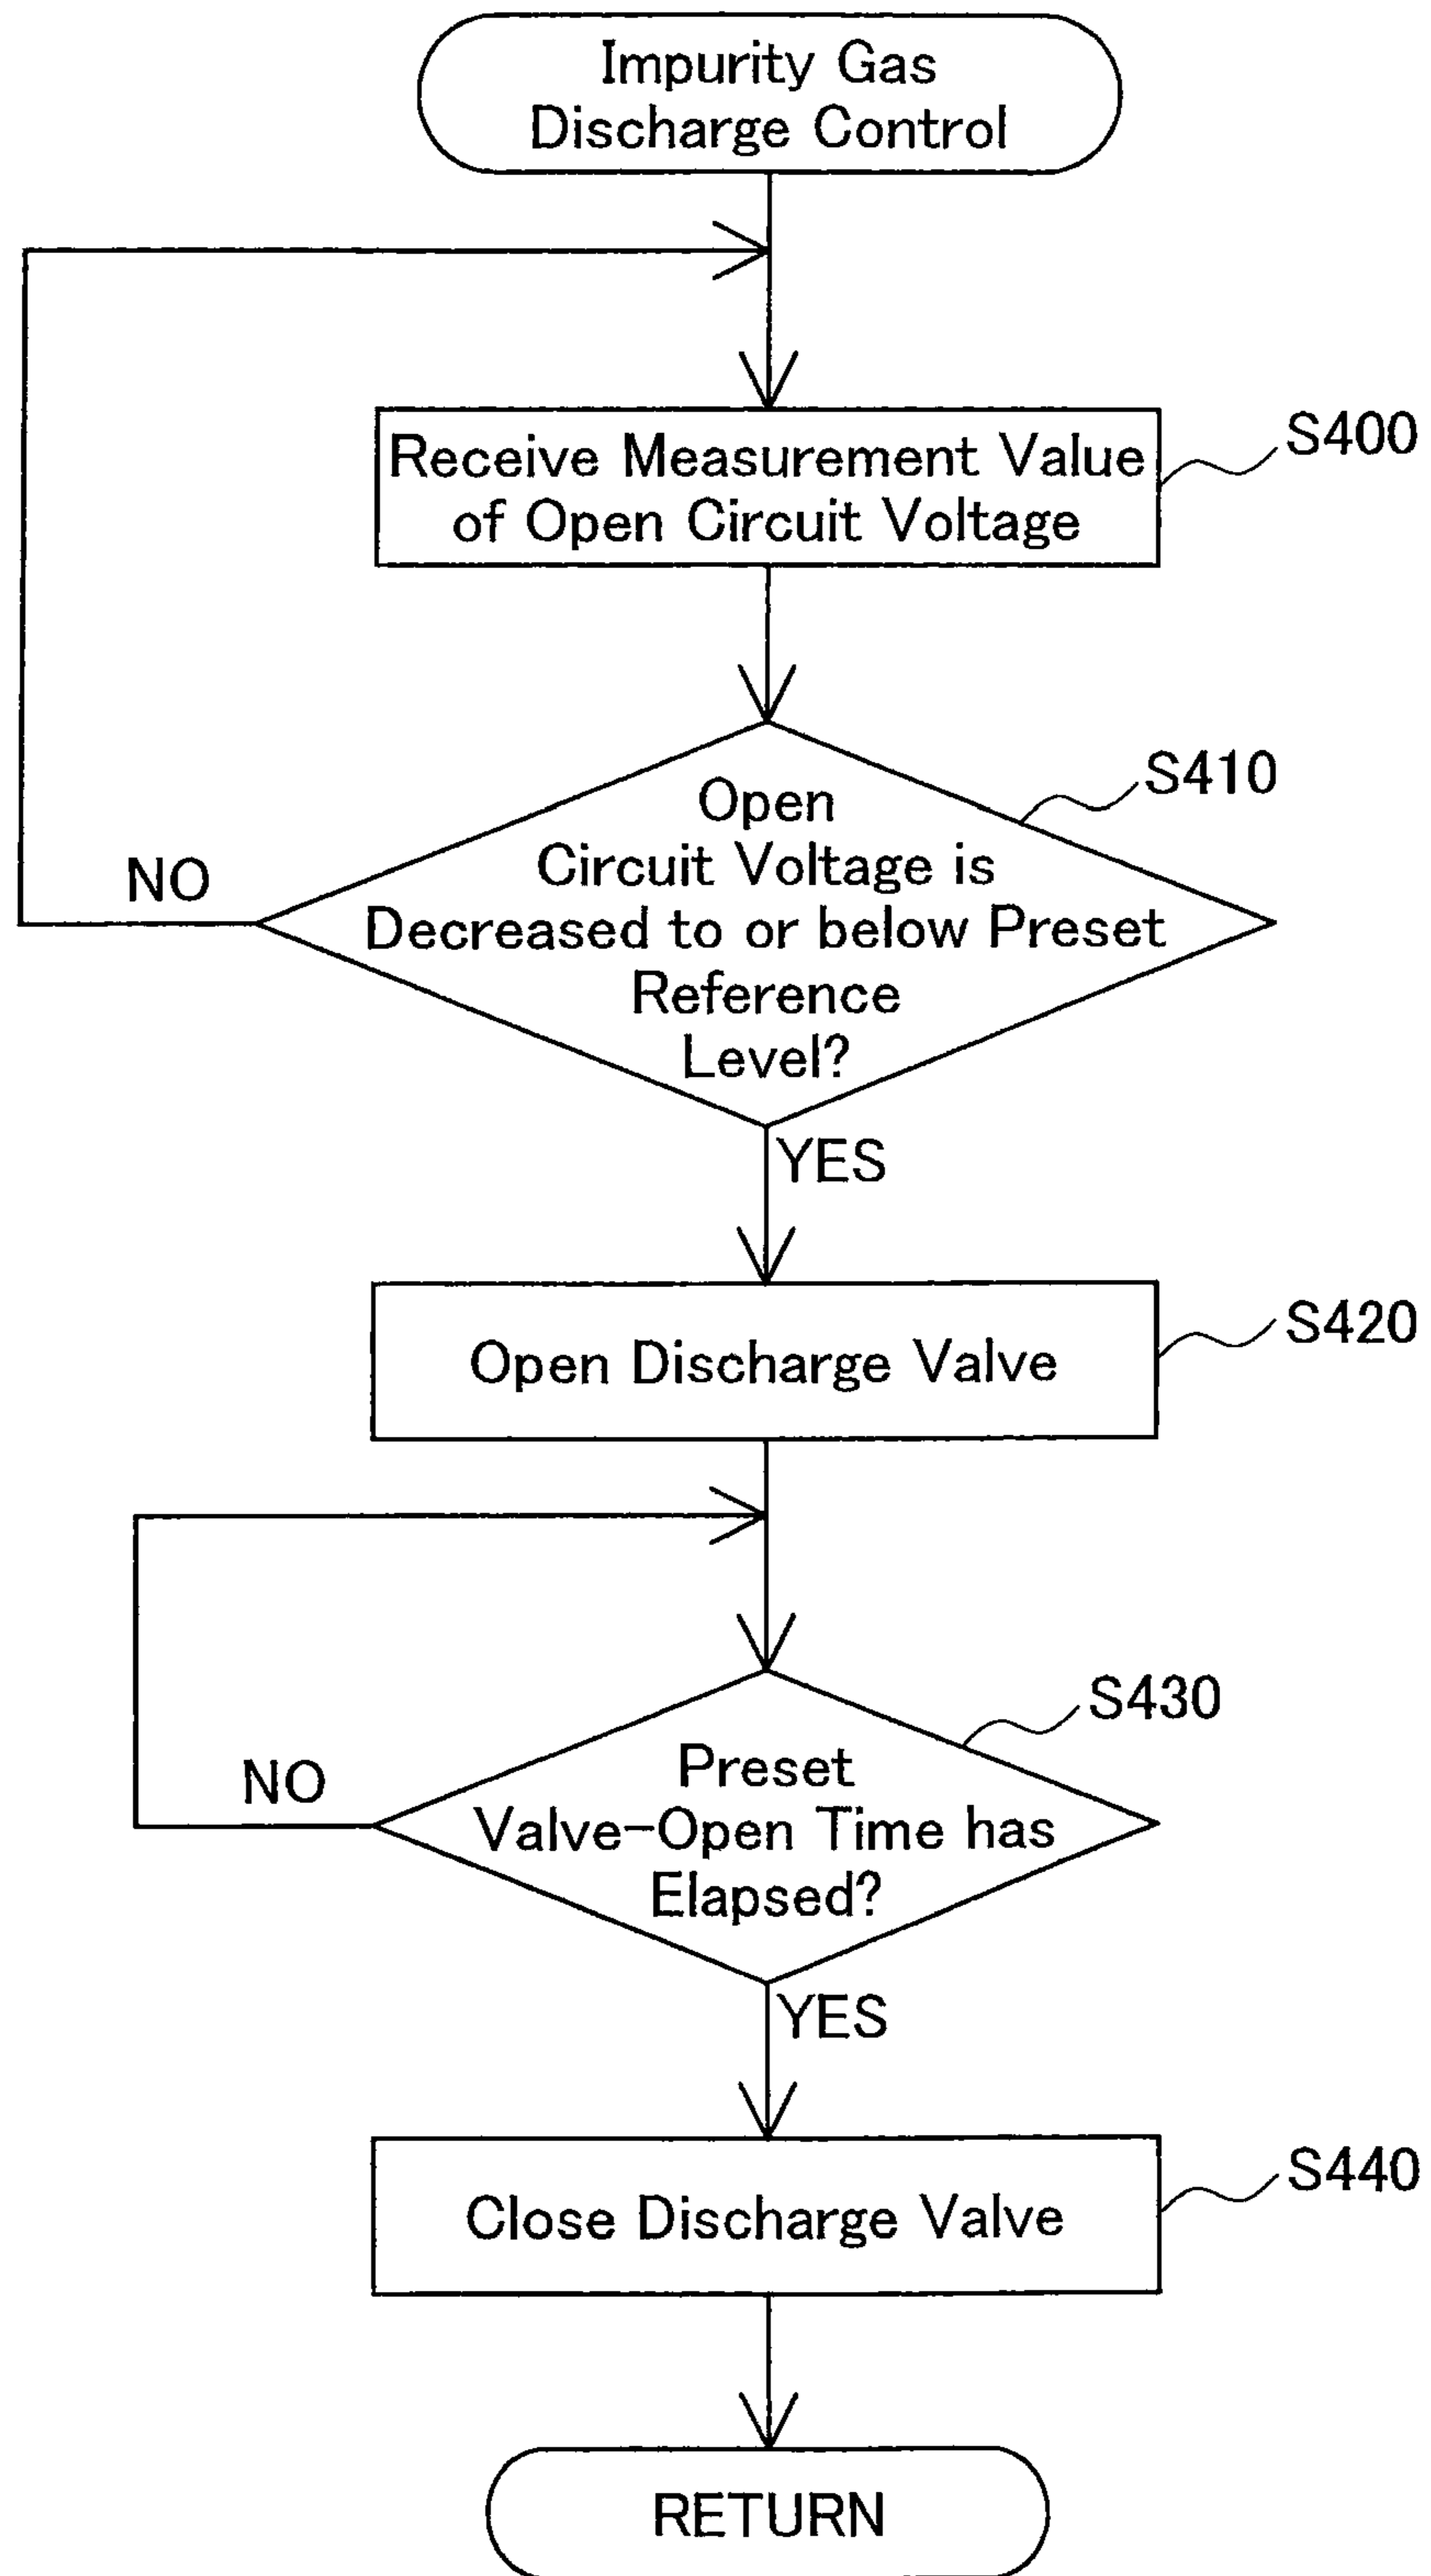 Impurity Gas
Discharge Control
Receive Measurement Value
of Open Circuit Voltage
S400
Open
Circuit Voltage is
Decreased to or below Preset
Reference
Level?
S410
NO
YES
Open Discharge Valve
S420
Preset
Valve-Open Time has
Elapsed?
S430
NO
YES
Close Discharge Valve
S440
RETURN